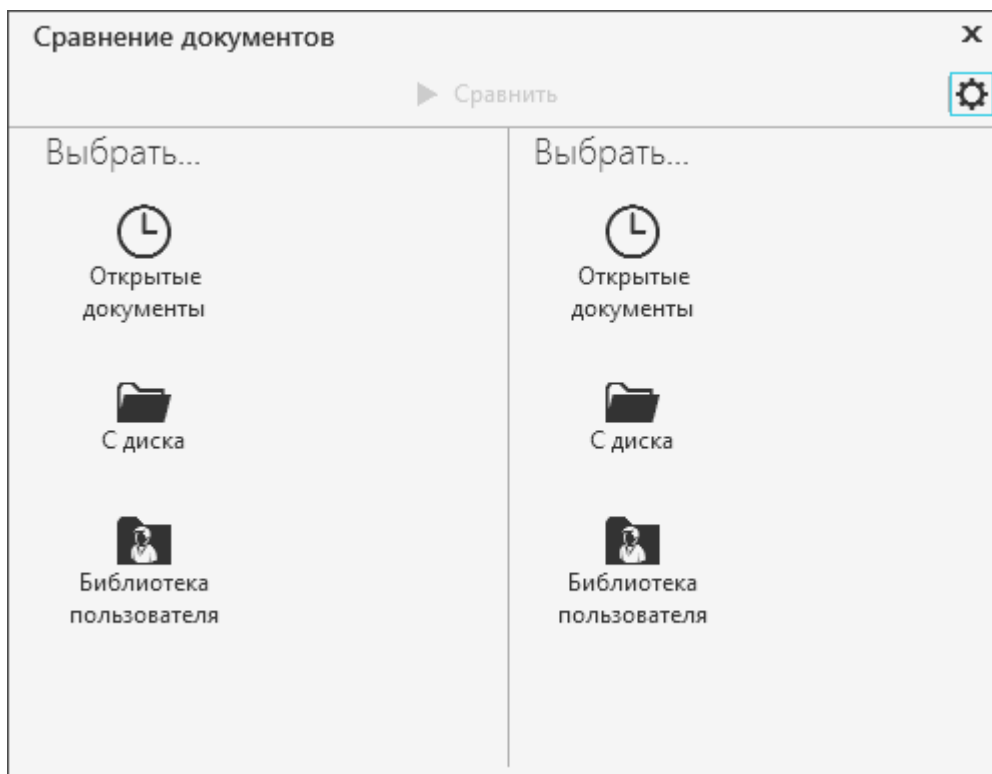 Сравнение документов
Сравнить
Выбрать...
Открытые
документы
С диска
Библиотека
пользователя
Выбрать...
Открытые
документы
С диска
Библиотека
пользователя